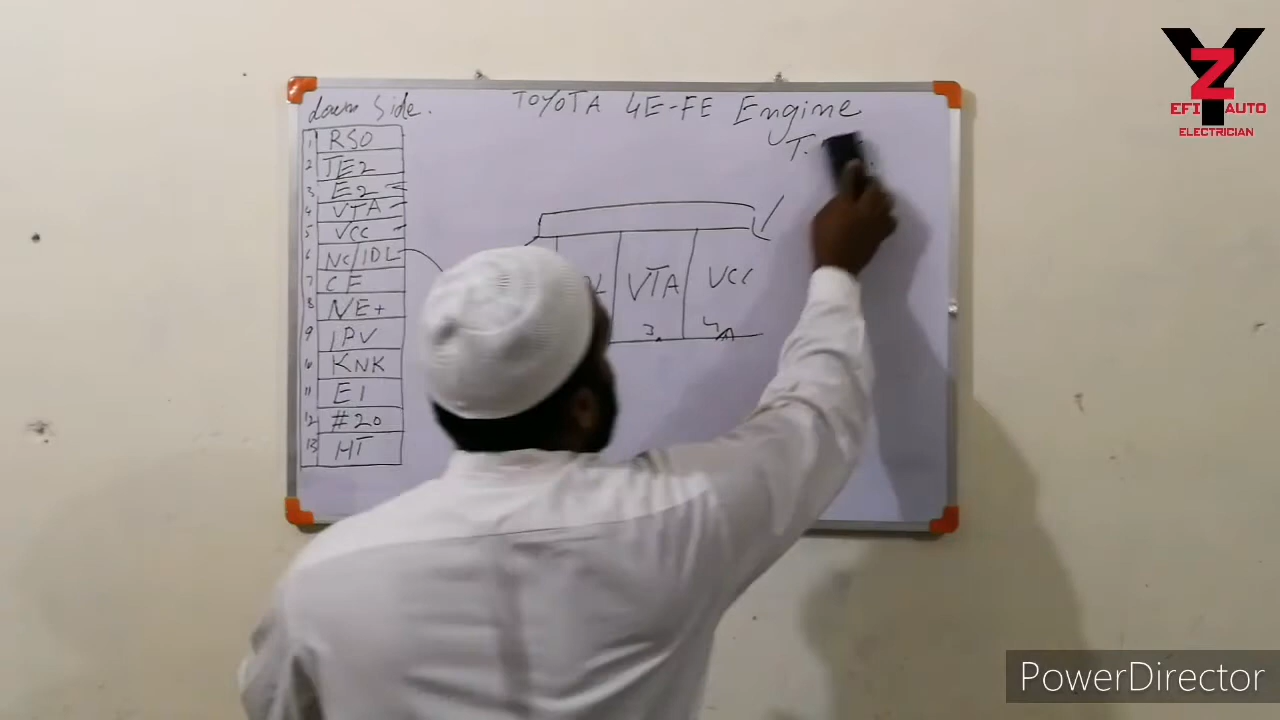 down Side.
TOYOTA 4E-FE Engine
T.
1 RSO
2 TE2
3 E2
4 VTA
5 VCC
6 NC/IDL
7 CF
8 NE+
9 IPV
10 KNK
11 E1
12 #20
13 HT
VTA VCC
3 4
YZ
EFI AUTO
ELECTRICIAN
PowerDirector